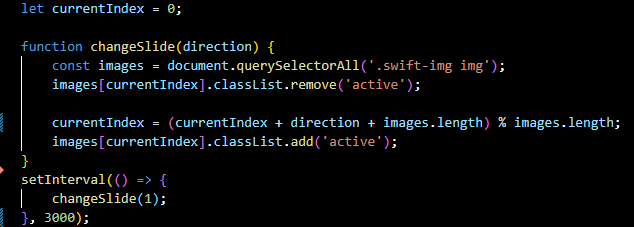 let currentIndex = 0;
function changeSlide(direction) {
const images = document.querySelectorAll('.swift-img img');
images[currentIndex].classList.remove('active');
currentIndex = (currentIndex + direction + images.length) % images.length;
images[currentIndex].classList.add('active');
}
setInterval(() => {
changeSlide(1);
}, 3000);